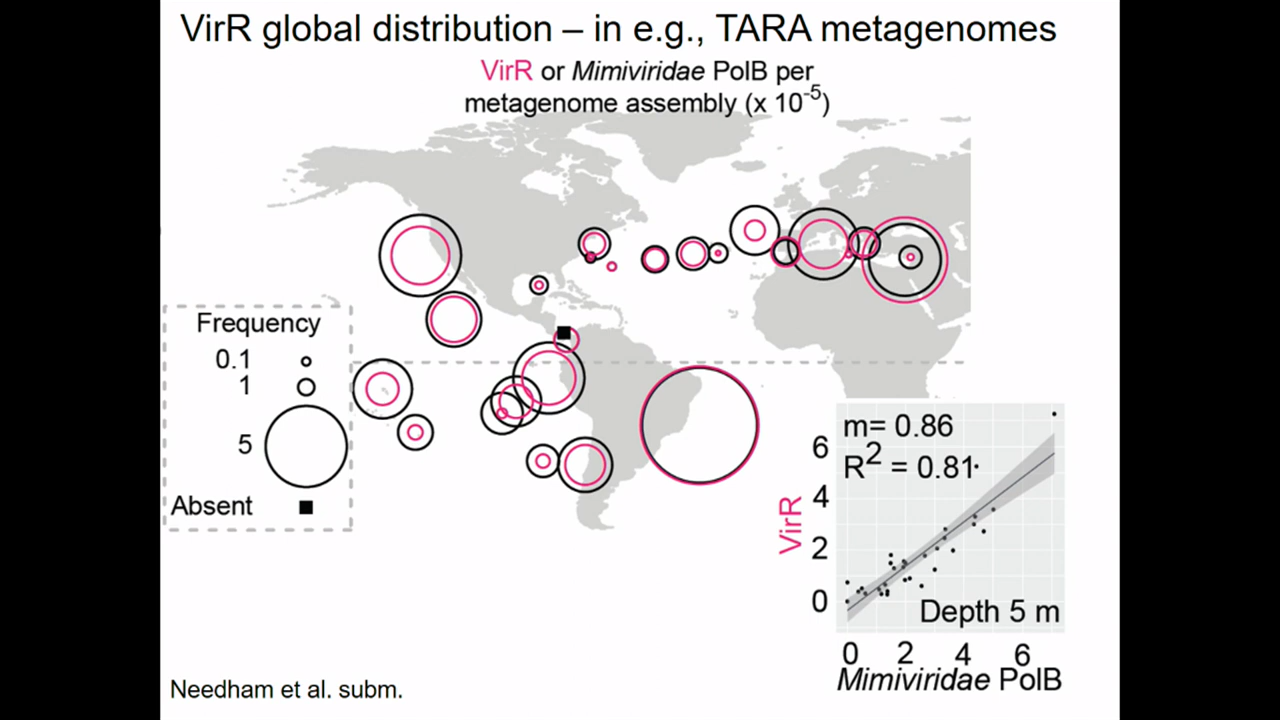 VirR global distribution – in e.g., TARA metagenomes
VirR or Mimiviridae PolB per
metagenome assembly (x 10⁻⁵)
Frequency
0.1
1
5
Absent
m= 0.86
R² = 0.81
6
4
2
0
VirR
Depth 5 m
0 2 4 6
Mimiviridae PolB
Needham et al. subm.